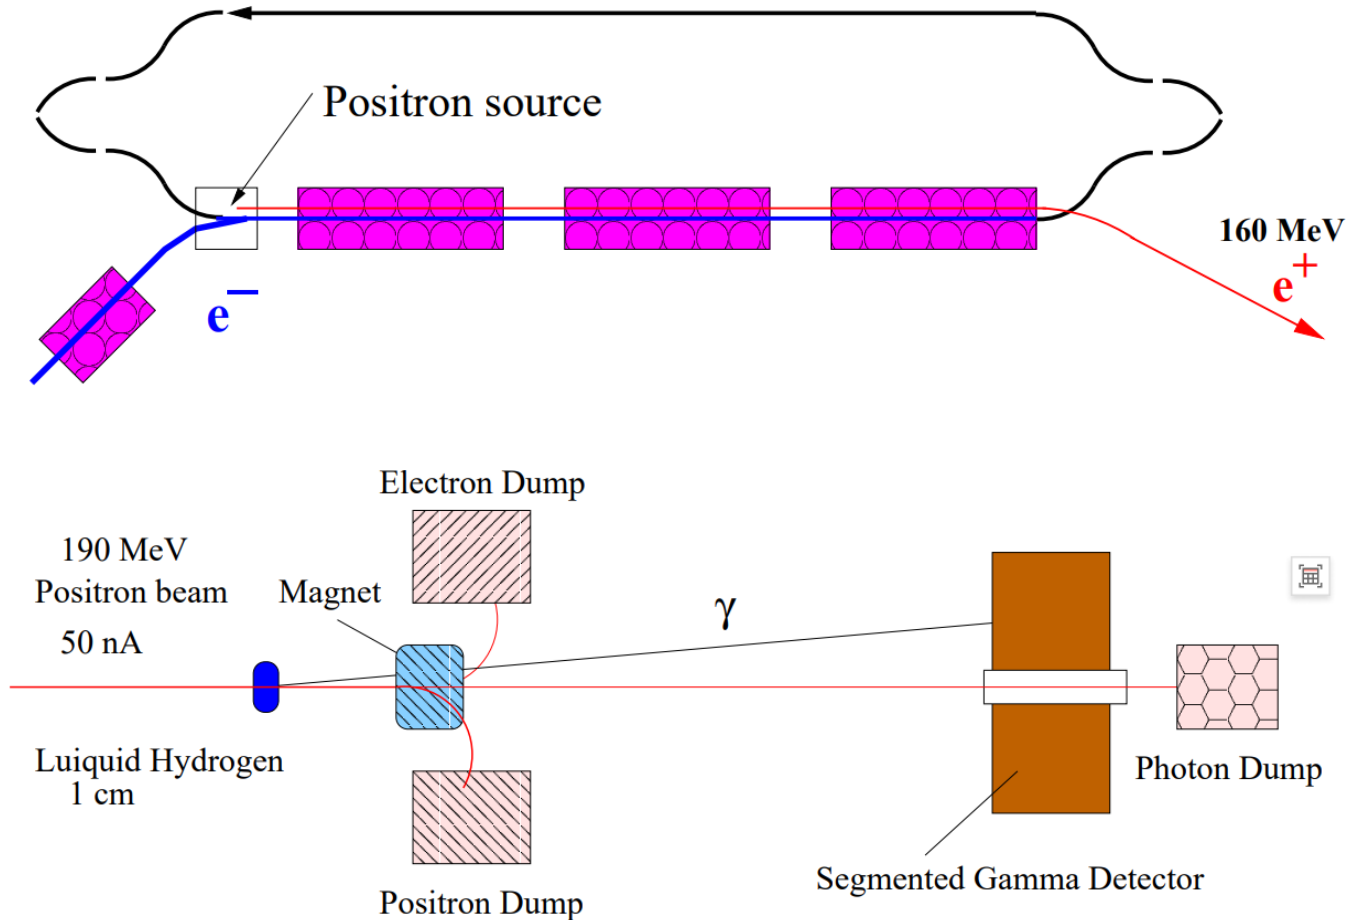 Positron source
160 MeV
e+
e−
Electron Dump
190 MeV
Positron beam
50 nA
Magnet
γ
Luiquid Hydrogen
1 cm
Photon Dump
Segmented Gamma Detector
Positron Dump